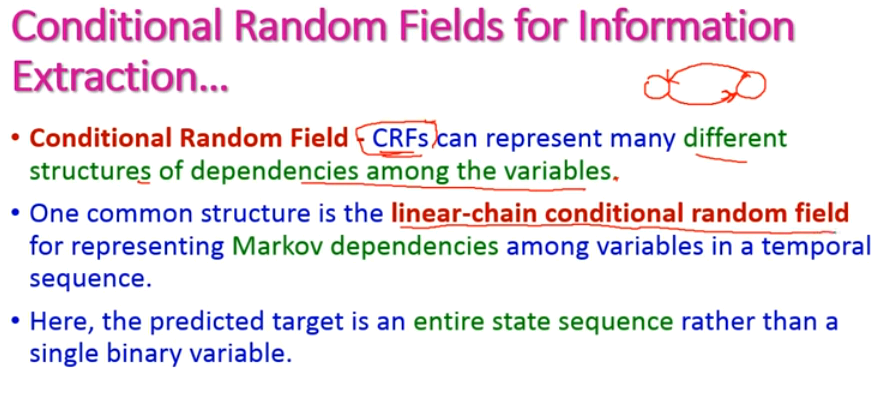 Conditional Random Fields for Information
Extraction...
• Conditional Random Field - CRFs can represent many different
structures of dependencies among the variables.
• One common structure is the linear-chain conditional random field
for representing Markov dependencies among variables in a temporal
sequence.
• Here, the predicted target is an entire state sequence rather than a
single binary variable.